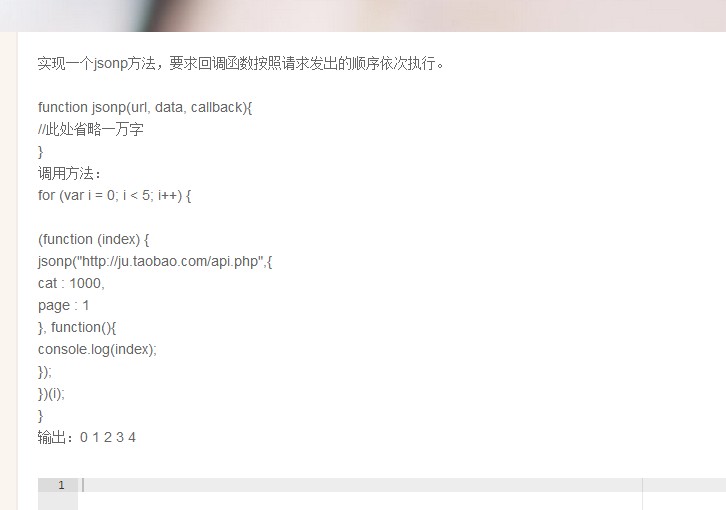 实现一个jsonp方法，要求回调函数按照请求发出的顺序依次执行。
function jsonp(url, data, callback){
//此处省略一万字
}
调用方法：
for (var i = 0; i < 5; i++) {
(function (index) {
jsonp("http://ju.taobao.com/api.php",{
cat : 1000,
page : 1
}, function(){
console.log(index);
});
})(i);
}
输出：0 1 2 3 4
1